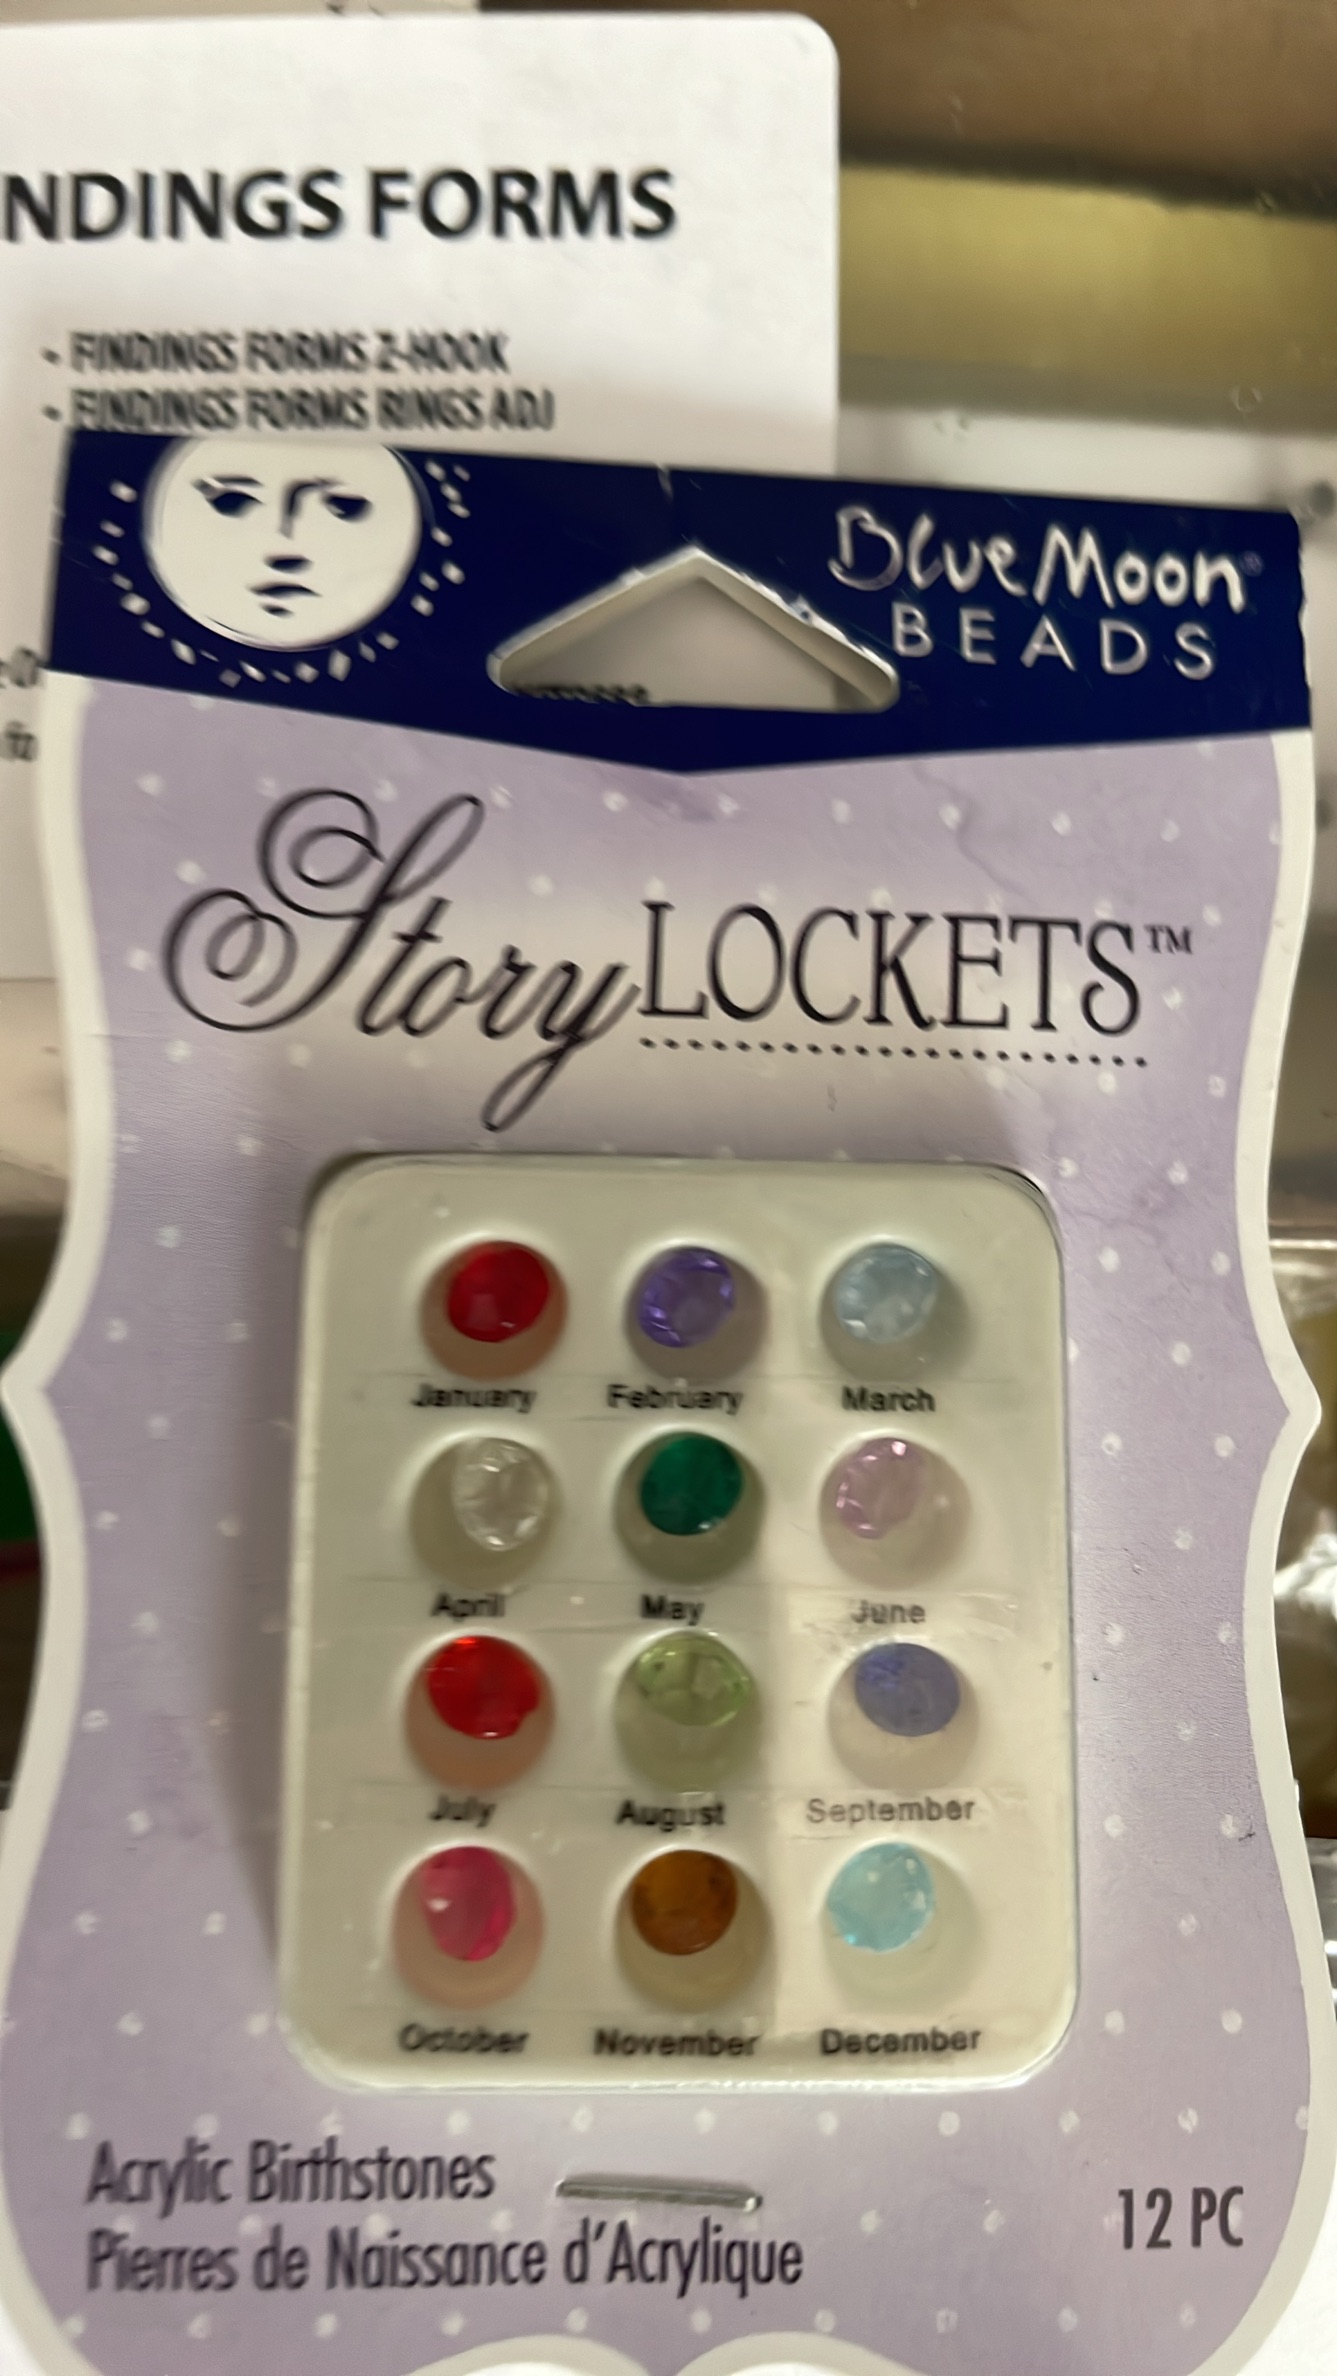 NDINGS FORMS
• FINDINGS FORMS Z-HOOK
• FINDINGS FORMS RINGS ADJ
Blue Moon®
BEADS
Story LOCKETS™
January February March
April May June
July August September
October November December
Acrylic Birthstones
Pierres de Naissance d'Acrylique
12 PC